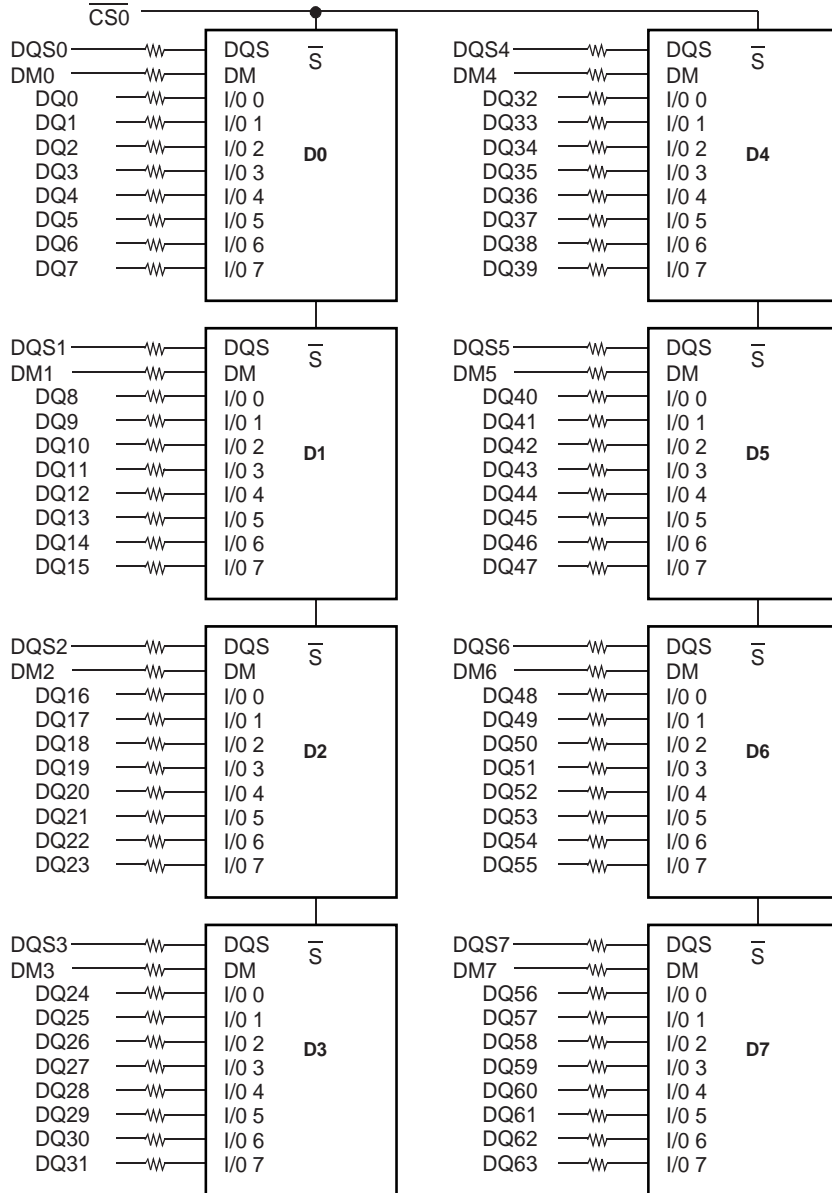 CS0
DQS0 DQS S
DM0 DM
DQ0 I/0 0
DQ1 I/0 1
DQ2 I/0 2
D0
DQ3 I/0 3
DQ4 I/0 4
DQ5 I/0 5
DQ6 I/0 6
DQ7 I/0 7
DQS1 DQS S
DM1 DM
DQ8 I/0 0
DQ9 I/0 1
DQ10 I/0 2
D1
DQ11 I/0 3
DQ12 I/0 4
DQ13 I/0 5
DQ14 I/0 6
DQ15 I/0 7
DQS2 DQS S
DM2 DM
DQ16 I/0 0
DQ17 I/0 1
DQ18 I/0 2
D2
DQ19 I/0 3
DQ20 I/0 4
DQ21 I/0 5
DQ22 I/0 6
DQ23 I/0 7
DQS3 DQS S
DM3 DM
DQ24 I/0 0
DQ25 I/0 1
DQ26 I/0 2
D3
DQ27 I/0 3
DQ28 I/0 4
DQ29 I/0 5
DQ30 I/0 6
DQ31 I/0 7
DQS4 DQS S
DM4 DM
DQ32 I/0 0
DQ33 I/0 1
DQ34 I/0 2
D4
DQ35 I/0 3
DQ36 I/0 4
DQ37 I/0 5
DQ38 I/0 6
DQ39 I/0 7
DQS5 DQS S
DM5 DM
DQ40 I/0 0
DQ41 I/0 1
DQ42 I/0 2
D5
DQ43 I/0 3
DQ44 I/0 4
DQ45 I/0 5
DQ46 I/0 6
DQ47 I/0 7
DQS6 DQS S
DM6 DM
DQ48 I/0 0
DQ49 I/0 1
DQ50 I/0 2
D6
DQ51 I/0 3
DQ52 I/0 4
DQ53 I/0 5
DQ54 I/0 6
DQ55 I/0 7
DQS7 DQS S
DM7 DM
DQ56 I/0 0
DQ57 I/0 1
DQ58 I/0 2
D7
DQ59 I/0 3
DQ60 I/0 4
DQ61 I/0 5
DQ62 I/0 6
DQ63 I/0 7